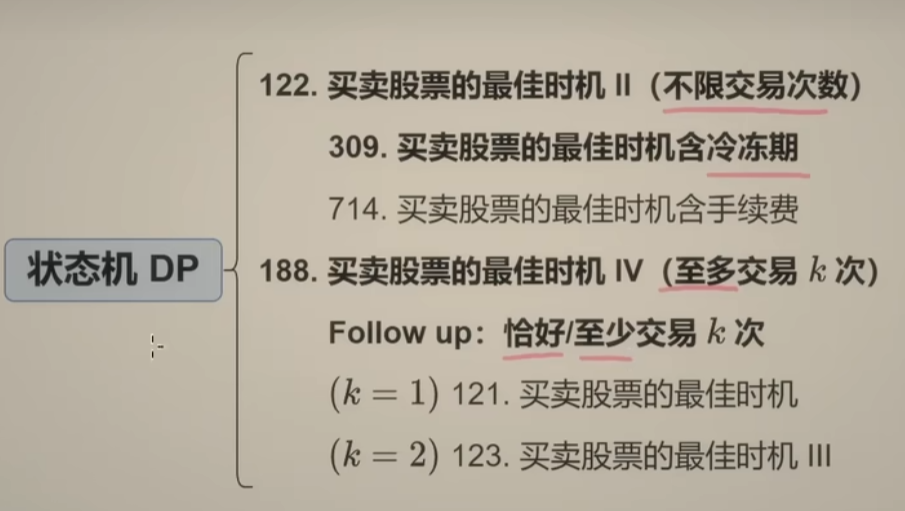 122. 买卖股票的最佳时机 II（不限交易次数）
309. 买卖股票的最佳时机含冷冻期
714. 买卖股票的最佳时机含手续费
状态机 DP
188. 买卖股票的最佳时机 IV（至多交易 k 次）
Follow up：恰好/至少交易 k 次
(k = 1) 121. 买卖股票的最佳时机
(k = 2) 123. 买卖股票的最佳时机 III